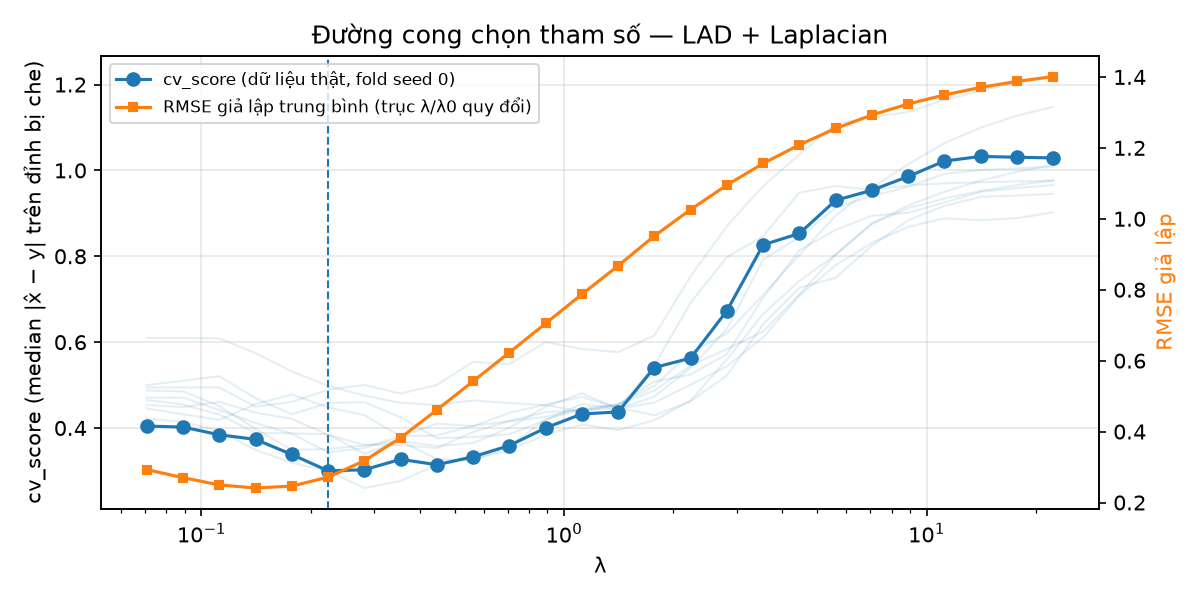 Đường cong chọn tham số — LAD + Laplacian
cv_score (dữ liệu thật, fold seed 0)
RMSE giả lập trung bình (trục λ/λ0 quy đổi)
cv_score (median |x̂ − y| trên đỉnh bị che)
1.2
1.0
0.8
0.6
0.4
1.4
1.2
1.0
0.8
0.6
0.4
0.2
RMSE giả lập
10⁻¹
10⁰
10¹
λ